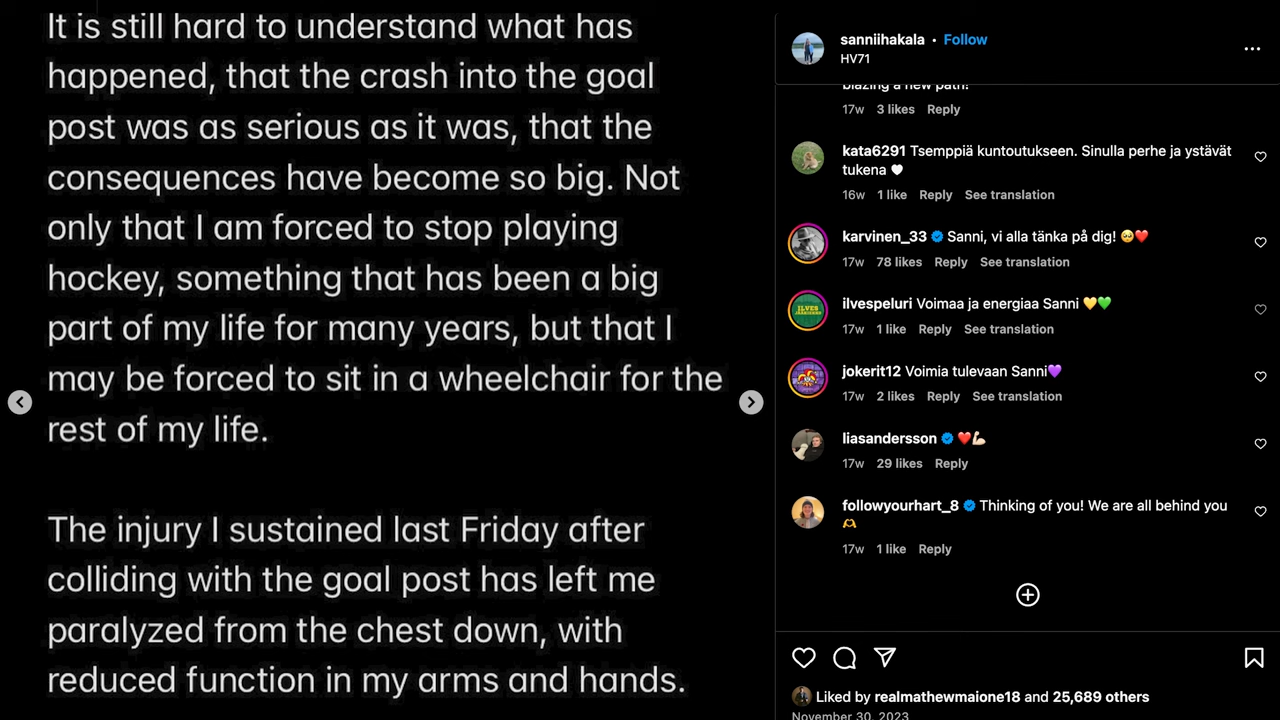 It is still hard to understand what has
happened, that the crash into the goal
post was as serious as it was, that the
consequences have become so big. Not
only that I am forced to stop playing
hockey, something that has been a big
part of my life for many years, but that I
may be forced to sit in a wheelchair for the
rest of my life.
The injury I sustained last Friday after
colliding with the goal post has left me
paralyzed from the chest down, with
reduced function in my arms and hands.
sanniihakala • Follow
HV71
blazing a new path!
17w 3 likes Reply
kata6291 Tsemppiä kuntoutukseen. Sinulla perhe ja ystävät
tukena 🤍
16w 1 like Reply See translation
karvinen_33 Sanni, vi alla tänka på dig! 🥺❤️
17w 78 likes Reply See translation
ilvespeluri Voimaa ja energiaa Sanni 💛💚
17w 1 like Reply See translation
jokerit12 Voimia tulevaan Sanni💜
17w 2 likes Reply See translation
liasandersson ❤️💪🏻
17w 29 likes Reply
followyourhart_8 Thinking of you! We are all behind you
🫶
17w 1 like Reply
Liked by realmathewmaione18 and 25,689 others
November 30, 2023